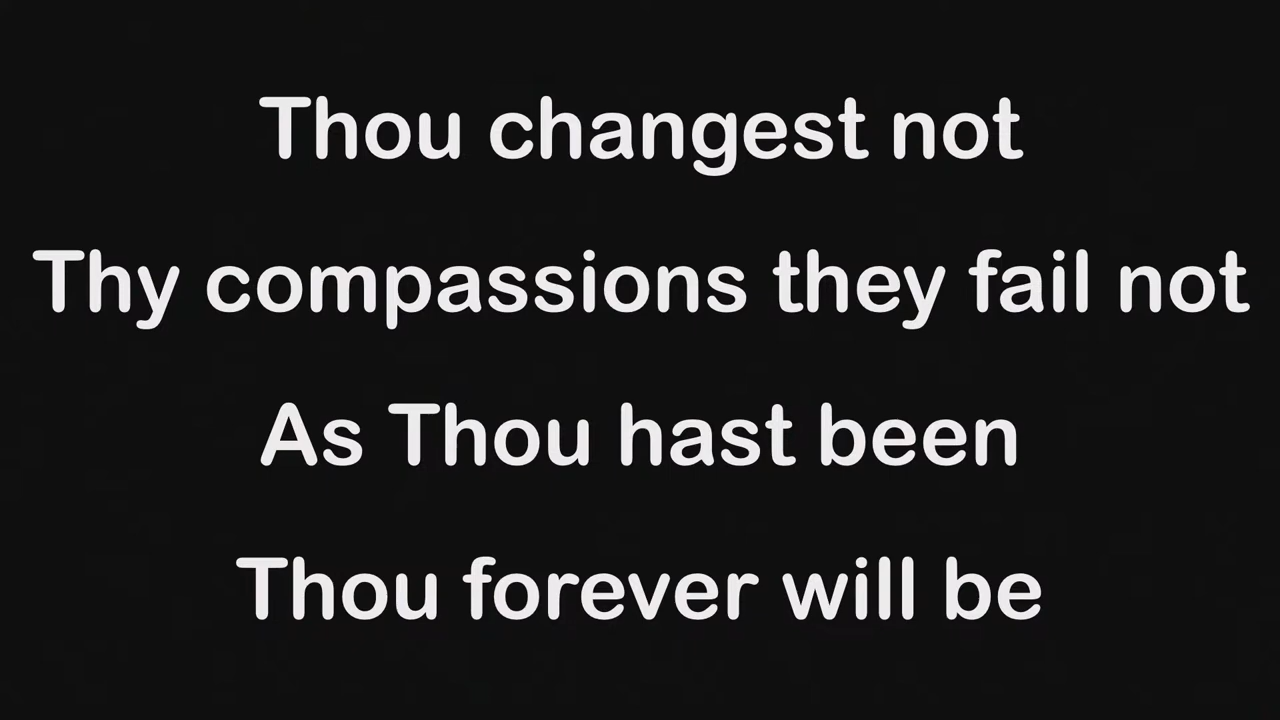 Thou changest not
Thy compassions they fail not
As Thou hast been
Thou forever will be